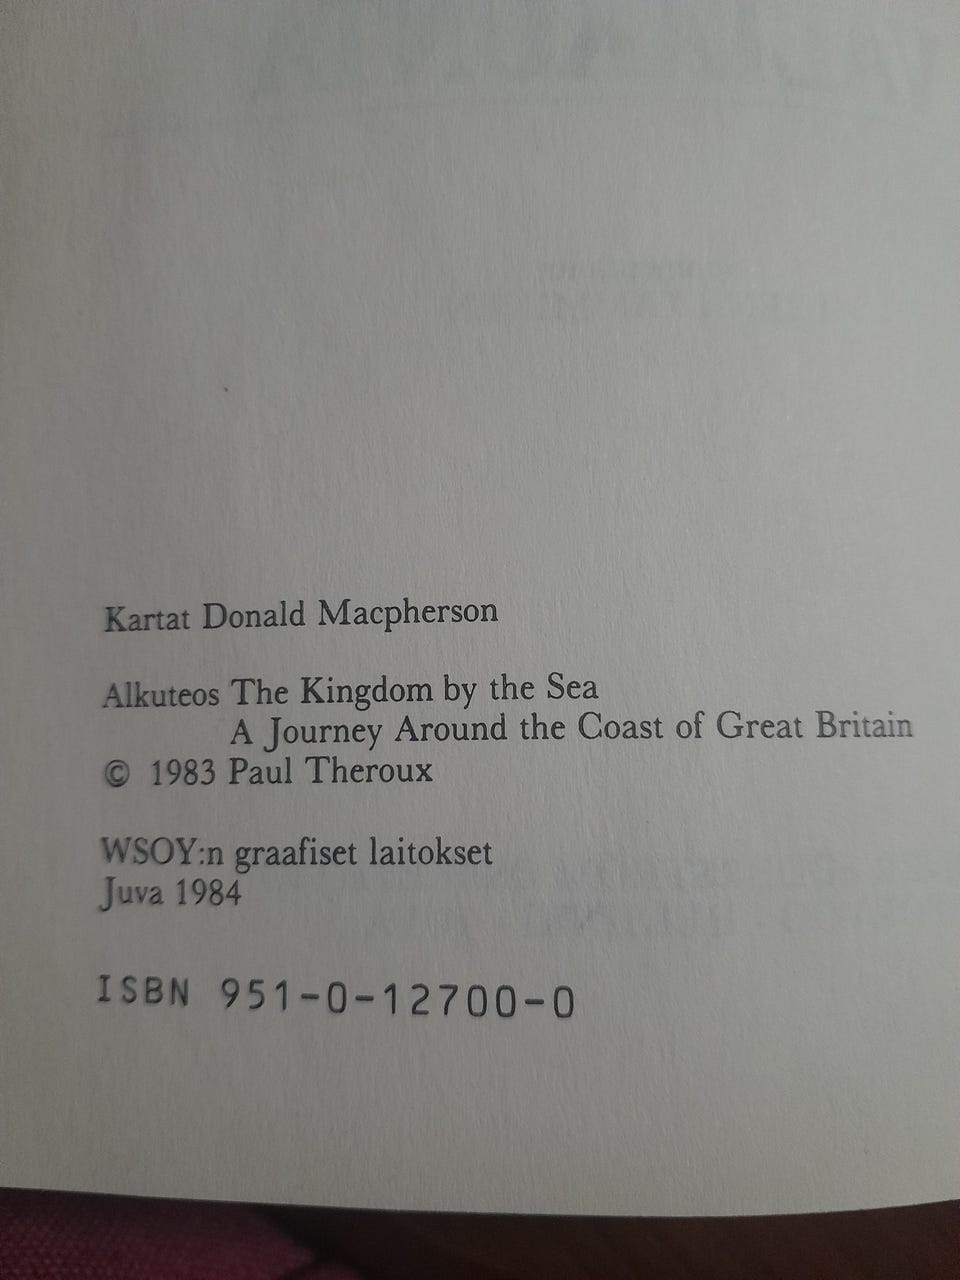 Kartat Donald Macpherson
Alkuteos The Kingdom by the Sea
A Journey Around the Coast of Great Britain
© 1983 Paul Theroux
WSOY:n graafiset laitokset
Juva 1984
ISBN 951-0-12700-0